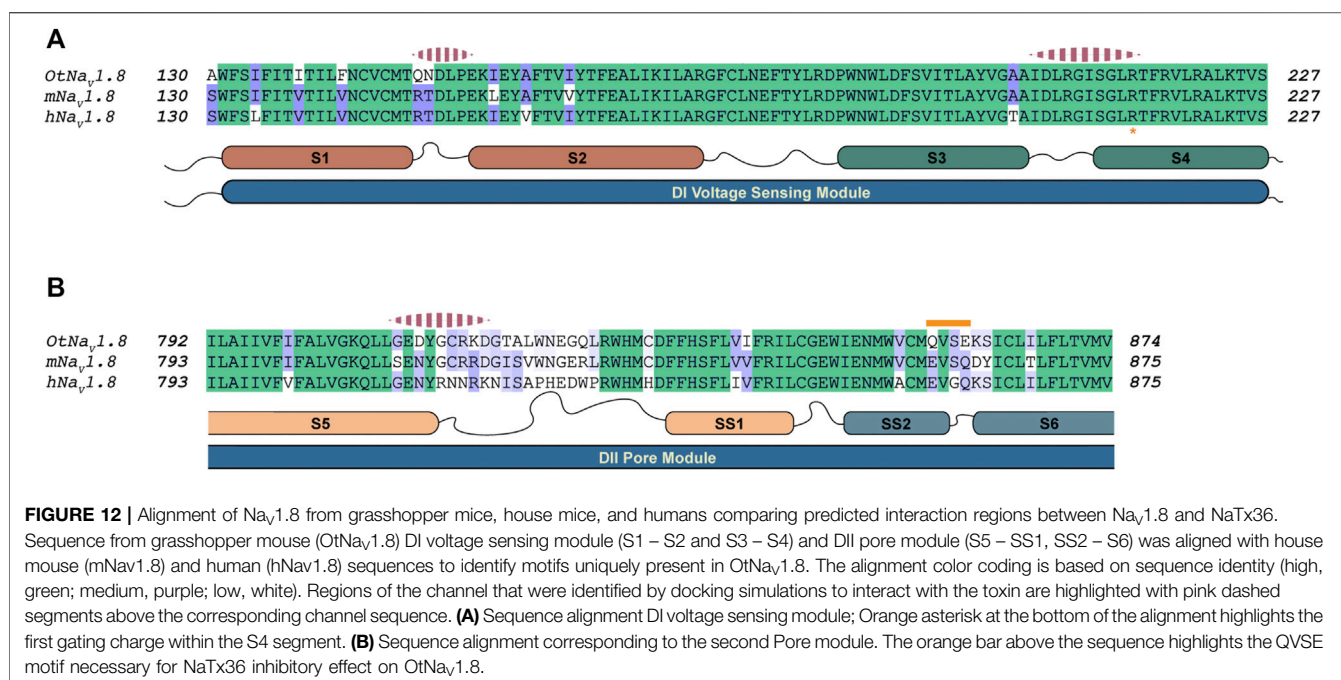 A
OtNav1.8 130 AWFSIFITITILFNCVCMTQNDLPEKIEYAFTVIYTFEALIKILARGFCLNEFTYLRDPWNWLDFSVITLAYVGAAIDLRGISGLRTFRVLRALKTVS 227
mNav1.8 130 SWFSIFITVTILVNCVCMTRTDLPEKLEYAFTVVYTFEALIKILARGFCLNEFTYLRDPWNWLDFSVITLAYVGAAIDLRGISGLRTFRVLRALKTVS 227
hNav1.8 130 SWFSLFITVTILVNCVCMTRTDLPEKIEYVFTVIYTFEALIKILARGFCLNEFTYLRDPWNWLDFSVITLAYVGTAIDLRGISGLRTFRVLRALKTVS 227
*
S1 S2 S3 S4
DI Voltage Sensing Module
B
OtNav1.8 792 ILAIIVFIFALVGKQLLGEDYGCRKDGTALWNEGQLRWHMCDFFHSFLVIFRILCGEWIENMWVCMQVSEKSICLILFLTVMV 874
mNav1.8 793 ILAIIVFIFALVGKQLLSENYGCRRDGISVWNGERLRWHMCDFFHSFLVVFRILCGEWIENMWVCMEVSQDYICLTLFLTVMV 875
hNav1.8 793 ILAIIVFVFALVGKQLLGENYRNNRKNISAPHEDWPRWHMHDFFHSFLIVFRILCGEWIENMWACMEVGQKSICLILFLTVMV 875
S5 SS1 SS2 S6
DII Pore Module
FIGURE 12 | Alignment of NaV1.8 from grasshopper mice, house mice, and humans comparing predicted interaction regions between NaV1.8 and NaTx36.
Sequence from grasshopper mouse (OtNaV1.8) DI voltage sensing module (S1 – S2 and S3 – S4) and DII pore module (S5 – SS1, SS2 – S6) was aligned with house
mouse (mNav1.8) and human (hNav1.8) sequences to identify motifs uniquely present in OtNaV1.8. The alignment color coding is based on sequence identity (high,
green; medium, purple; low, white). Regions of the channel that were identified by docking simulations to interact with the toxin are highlighted with pink dashed
segments above the corresponding channel sequence. (A) Sequence alignment DI voltage sensing module; Orange asterisk at the bottom of the alignment highlights the
first gating charge within the S4 segment. (B) Sequence alignment corresponding to the second Pore module. The orange bar above the sequence highlights the QVSE
motif necessary for NaTx36 inhibitory effect on OtNaV1.8.